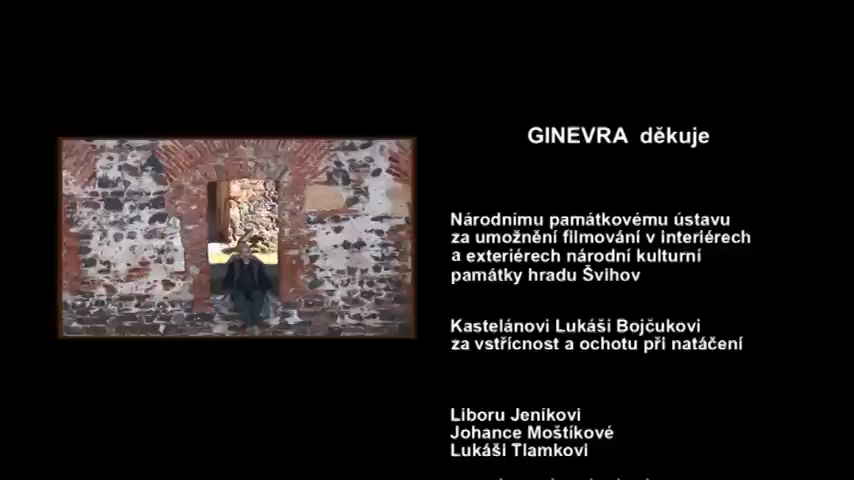 GINEVRA děkuje
Národnímu památkovému ústavu
za umožnění filmování v interiérech
a exteriérech národní kulturní
památky hradu Švihov
Kastelánovi Lukáši Bojčukovi
za vstřícnost a ochotu při natáčení
Liboru Jeníkovi
Johance Moštíkové
Lukáši Tlamkovi